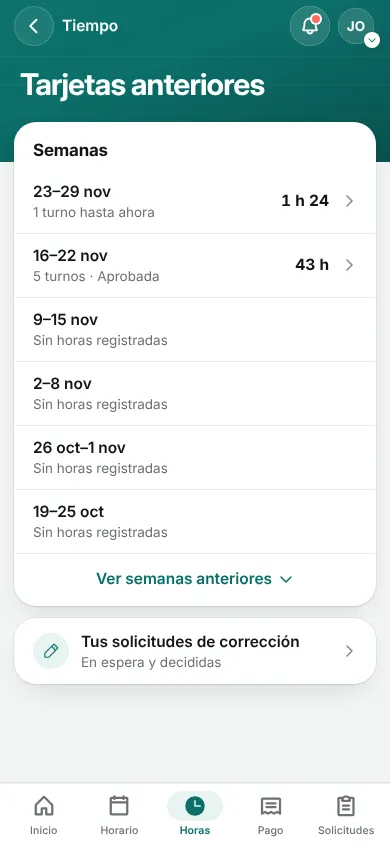 Tiempo
JO
Tarjetas anteriores
Semanas
23–29 nov
1 h 24
1 turno hasta ahora
16–22 nov
43 h
5 turnos · Aprobada
9–15 nov
Sin horas registradas
2–8 nov
Sin horas registradas
26 oct–1 nov
Sin horas registradas
19–25 oct
Sin horas registradas
Ver semanas anteriores
Tus solicitudes de corrección
En espera y decididas
Inicio
Horario
Horas
Pago
Solicitudes